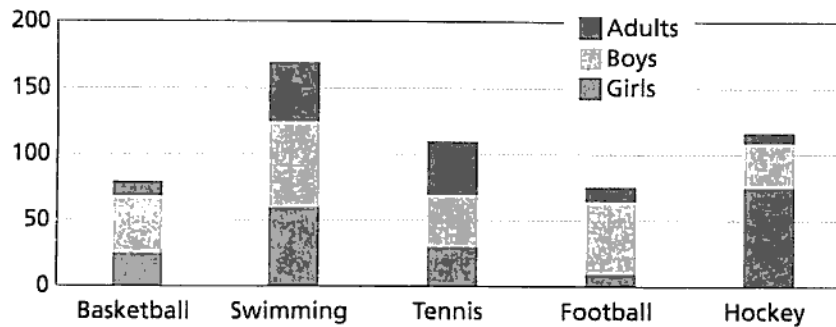 200
Adults
Boys
150
Girls
100
50
0
Basketball Swimming Tennis Football Hockey